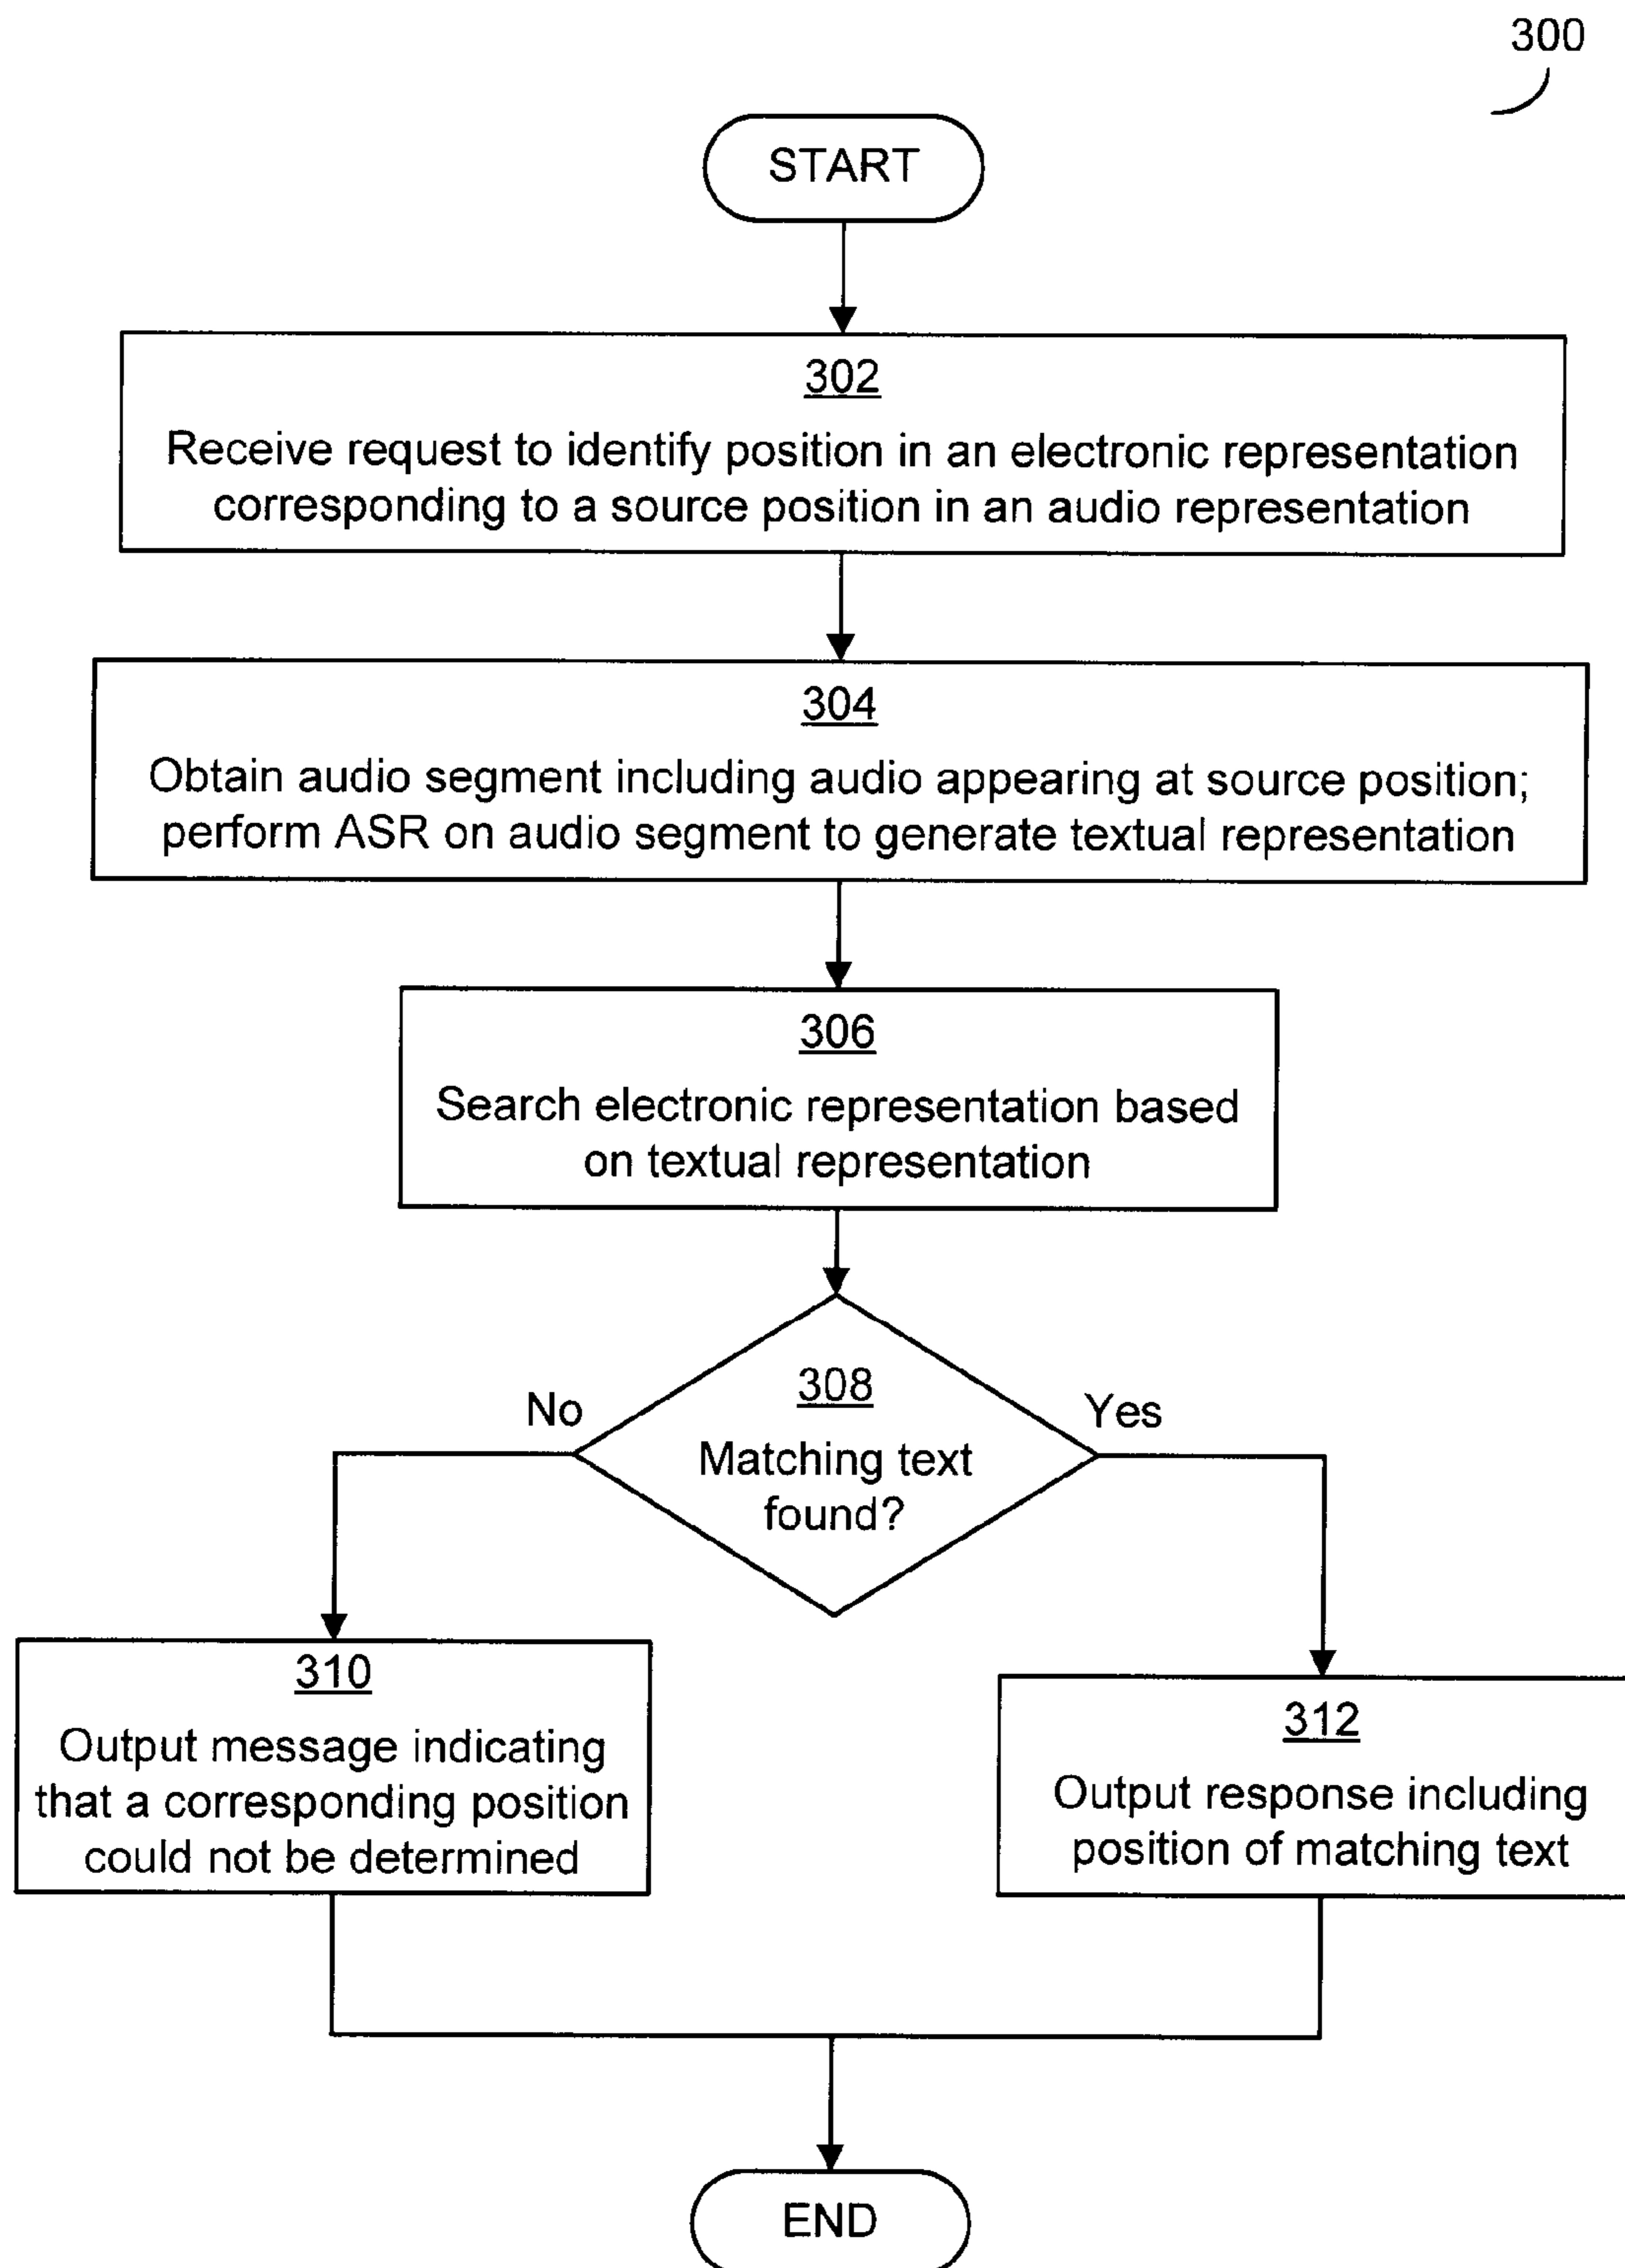 300
START
302
Receive request to identify position in an electronic representation
corresponding to a source position in an audio representation
304
Obtain audio segment including audio appearing at source position;
perform ASR on audio segment to generate textual representation
306
Search electronic representation based
on textual representation
308
Matching text
found?
No
Yes
310
Output message indicating
that a corresponding position
could not be determined
312
Output response including
position of matching text
END